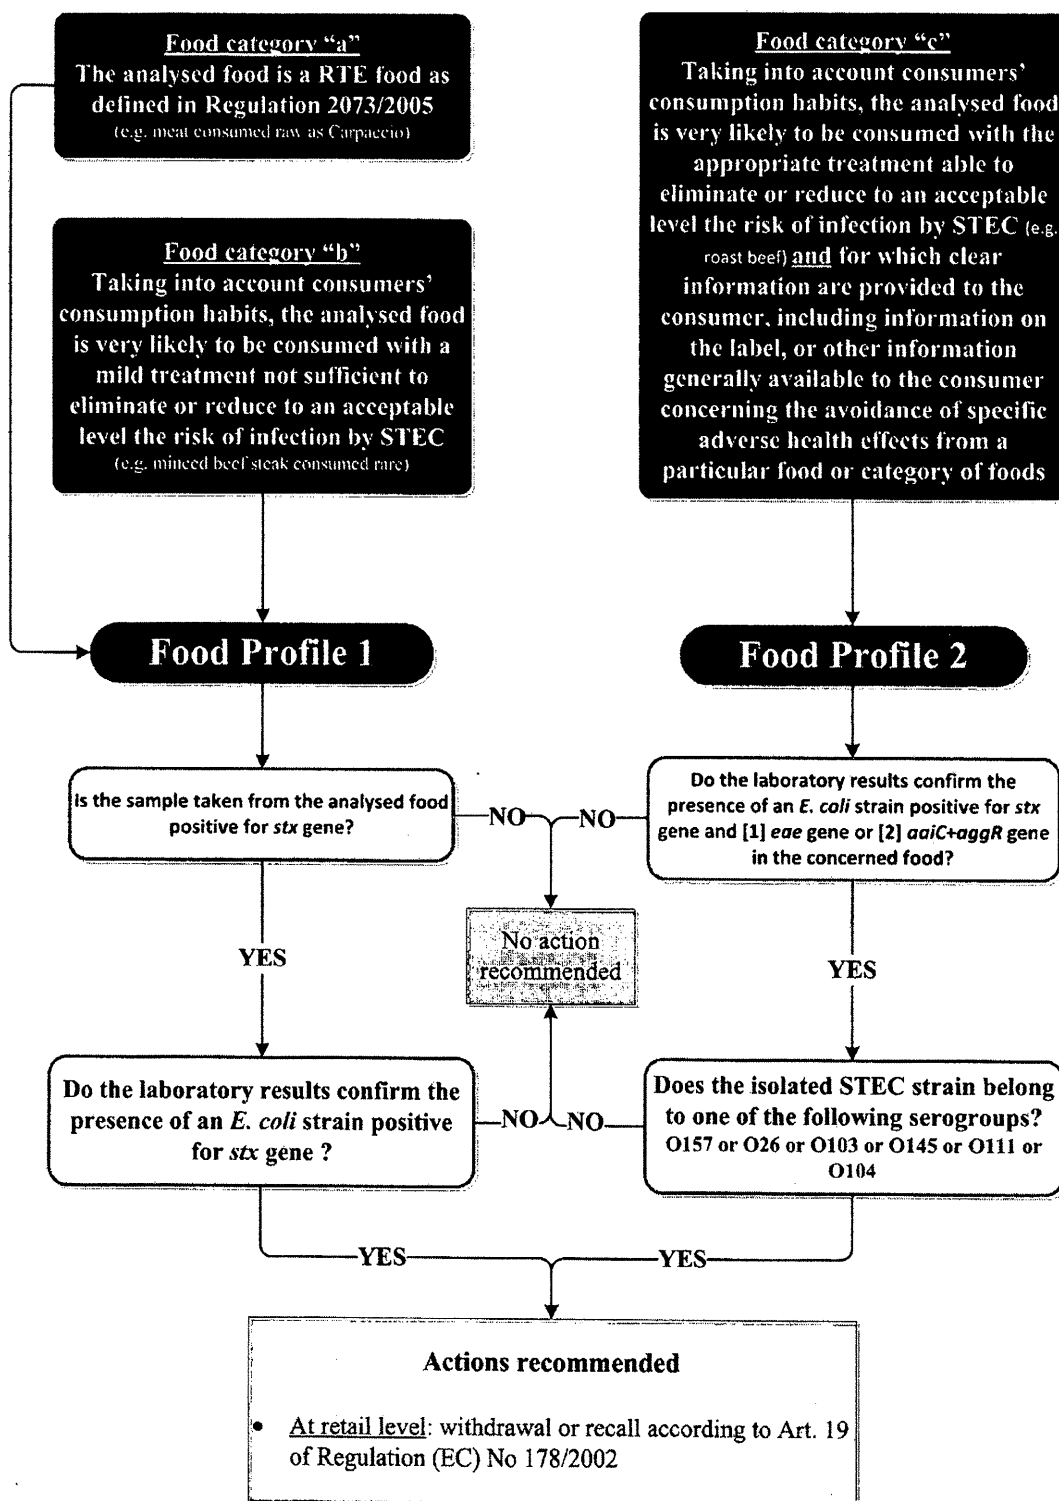 Food category “a”
The analysed food is a RTE food as
defined in Regulation 2073/2005
(e.g. meat consumed raw as Carpaccio)
Food category “b”
Taking into account consumers’
consumption habits, the analysed food
is very likely to be consumed with a
mild treatment not sufficient to
eliminate or reduce to an acceptable
level the risk of infection by STEC
(e.g. minced beef steak consumed rare)
Food category “c”
Taking into account consumers’
consumption habits, the analysed food
is very likely to be consumed with the
appropriate treatment able to
eliminate or reduce to an acceptable
level the risk of infection by STEC (e.g.
roast beef) and for which clear
information are provided to the
consumer, including information on
the label, or other information
generally available to the consumer
concerning the avoidance of specific
adverse health effects from a
particular food or category of foods
Food Profile 1
Food Profile 2
Is the sample taken from the analysed food
positive for stx gene?
NO
NO
Do the laboratory results confirm the
presence of an E. coli strain positive for stx
gene and [1] eae gene or [2] aaiC+aggR gene
in the concerned food?
No action
recommended
YES
YES
Do the laboratory results confirm the
presence of an E. coli strain positive
for stx gene ?
NO
NO
Does the isolated STEC strain belong
to one of the following serogroups?
O157 or O26 or O103 or O145 or O111 or
O104
YES
YES
Actions recommended
• At retail level: withdrawal or recall according to Art. 19
of Regulation (EC) No 178/2002